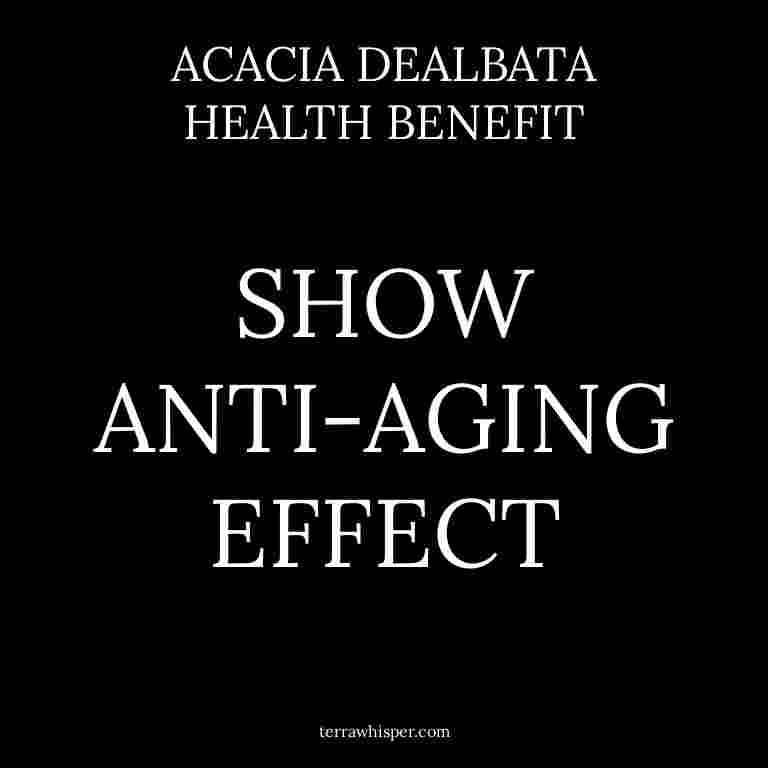 ACACIA DEALBATA
HEALTH BENEFIT
SHOW
ANTI-AGING
EFFECT
terrawhisper.com